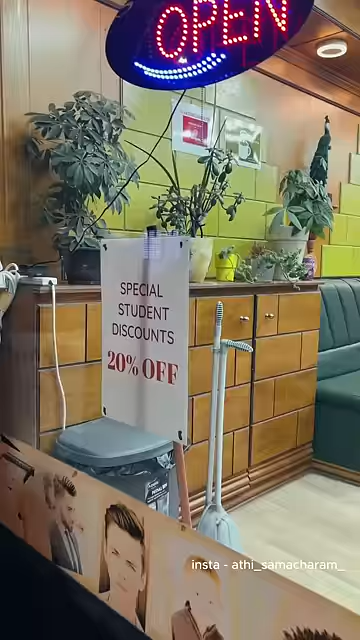 OPEN
SPECIAL
STUDENT
DISCOUNTS
20% OFF
insta - athi_samacharam_